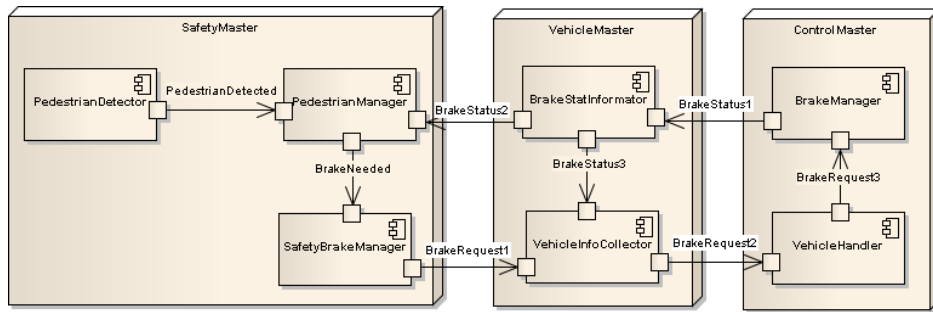 SafetyMaster
VehicleMaster
ControlMaster
PedestrianDetector
PedestrianDetected
PedestrianManager
BrakeStatus2
BrakeStatInformator
BrakeStatus1
BrakeManager
BrakeNeeded
BrakeStatus3
BrakeRequest3
SafetyBrakeManager
BrakeRequest1
VehicleInfoCollector
BrakeRequest2
VehicleHandler